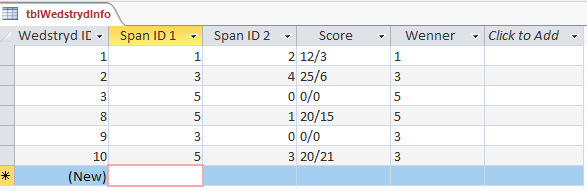 tblWedstrydInfo
Wedstryd ID Span ID 1 Span ID 2 Score Wenner Click to Add
1 1 2 12/3 1
2 3 4 25/6 3
3 5 0 0/0 5
8 5 1 20/15 5
9 3 0 0/0 3
10 5 3 20/21 3
* (New)